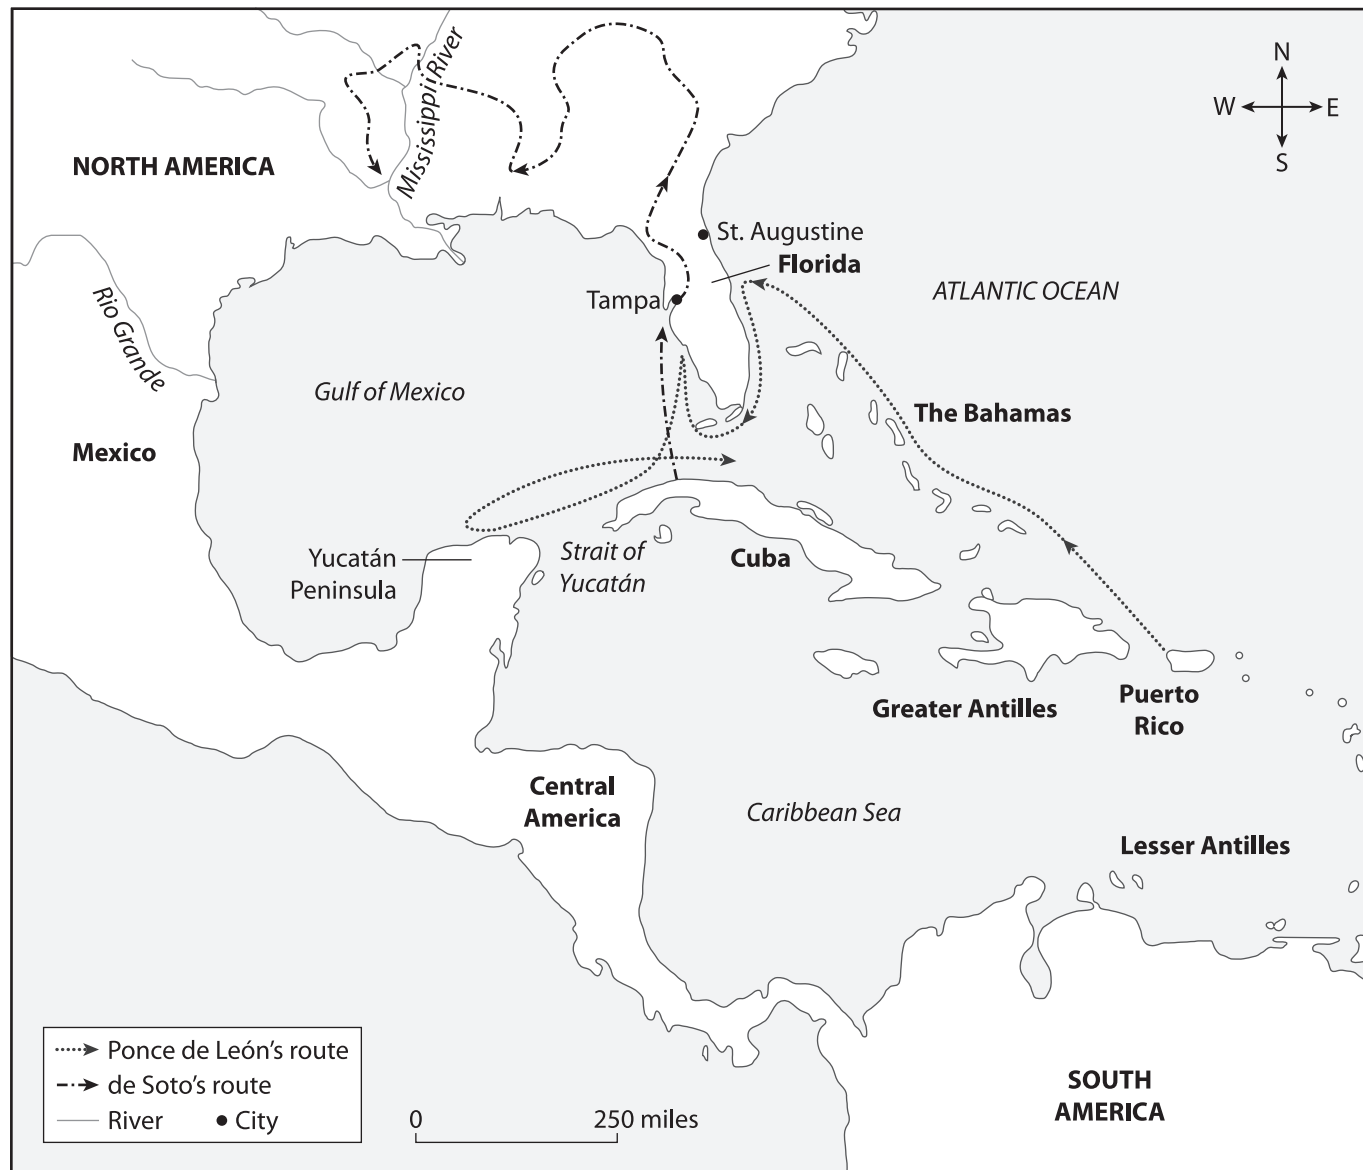 N
W E
S
Mississippi River
NORTH AMERICA
St. Augustine
Florida
ATLANTIC OCEAN
Tampa
Rio Grande
Gulf of Mexico
The Bahamas
Mexico
Yucatán
Peninsula
Strait of
Yucatán
Cuba
Greater Antilles
Puerto
Rico
Central
America
Caribbean Sea
Lesser Antilles
SOUTH
AMERICA
Ponce de León's route
de Soto's route
River City
0 250 miles